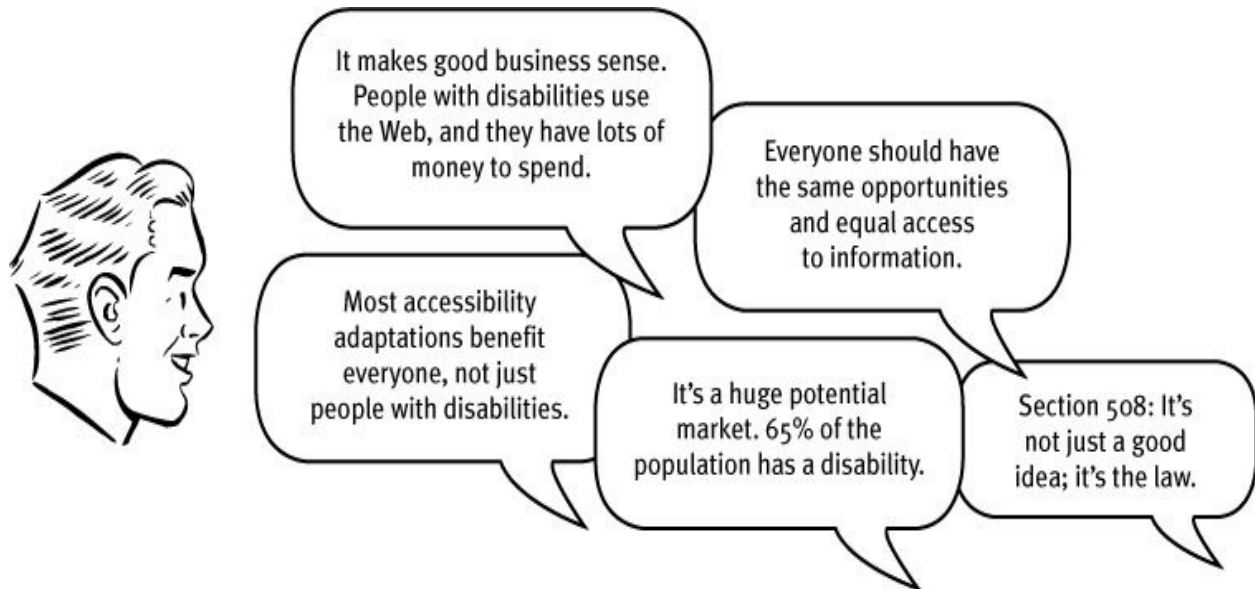 It makes good business sense.
People with disabilities use
the Web, and they have lots of
money to spend.
Everyone should have
the same opportunities
and equal access
to information.
Most accessibility
adaptations benefit
everyone, not just
people with disabilities.
It's a huge potential
market. 65% of the
population has a disability.
Section 508: It's
not just a good
idea; it's the law.